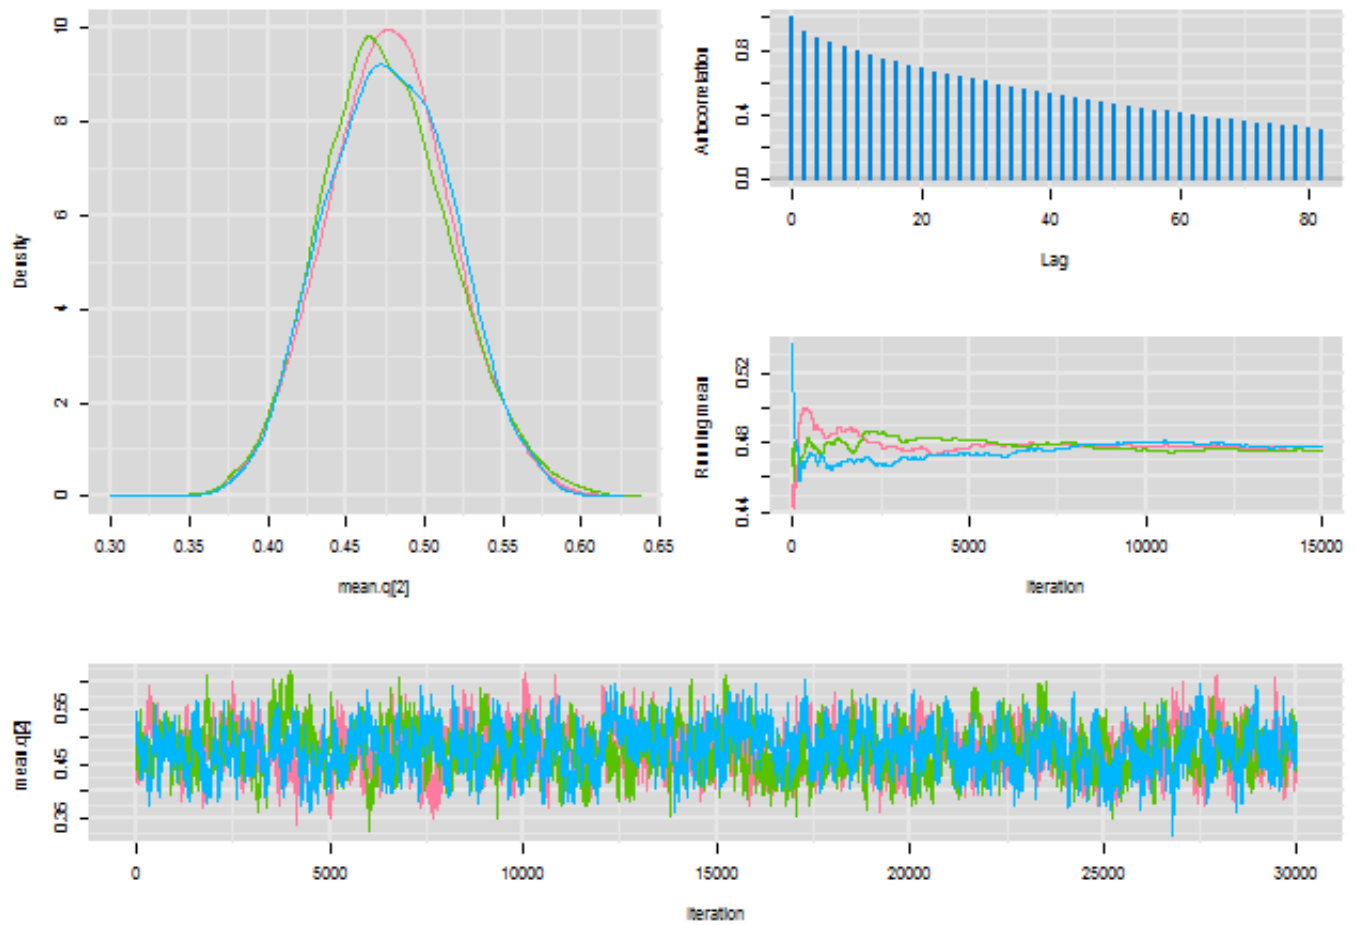 Density
0
2
4
6
8
10
0.30 0.35 0.40 0.45 0.50 0.55 0.60 0.65
mean.q[2]
Autocorrelation
0.0
0.4
0.8
0 20 40 60 80
Lag
Running mean
0.44
0.48
0.52
0 5000 10000 15000
Iteration
mean.q[2]
0.35
0.45
0.55
0 5000 10000 15000 20000 25000 30000
Iteration